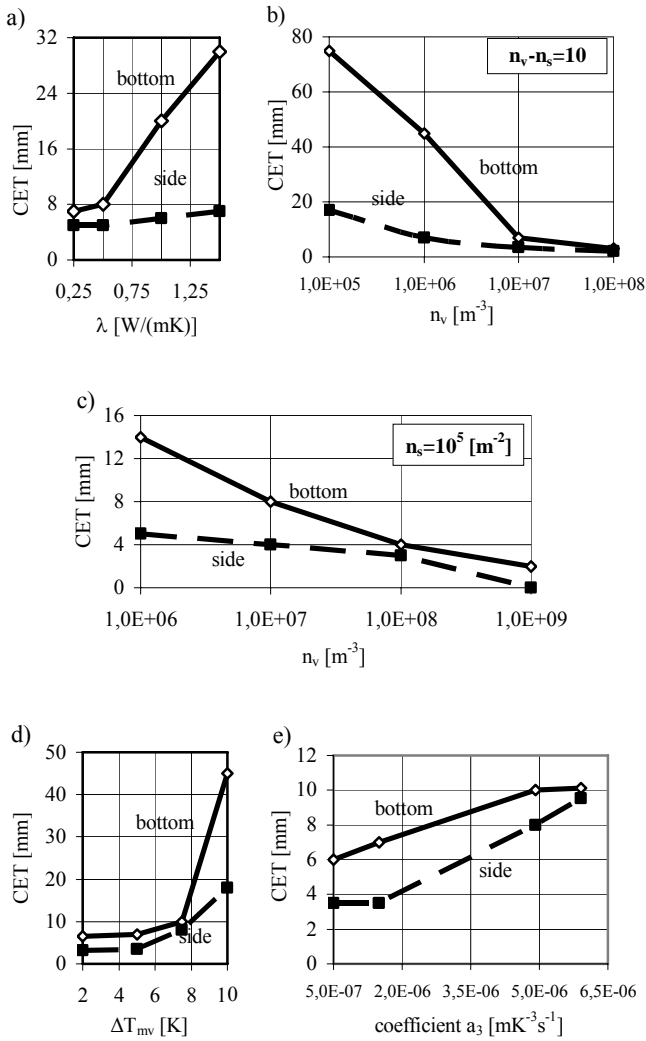 a)
32
24
16
8
0
CET [mm]
bottom
side
0,25 0,75 1,25
λ [W/(mK)]
b)
80
60
40
20
0
CET [mm]
nᵥ-nₛ=10
bottom
side
1,0E+05 1,0E+06 1,0E+07 1,0E+08
nᵥ [m⁻³]
c)
16
12
8
4
0
CET [mm]
nₛ=10⁵ [m⁻²]
bottom
side
1,0E+06 1,0E+07 1,0E+08 1,0E+09
nᵥ [m⁻³]
d)
50
40
30
20
10
0
CET [mm]
bottom
side
2 4 6 8 10
ΔTₘᵥ [K]
e)
12
10
8
6
4
2
0
CET [mm]
bottom
side
5,0E-07 2,0E-06 3,5E-06 5,0E-06 6,5E-06
coefficient a₃ [mK⁻³s⁻¹]